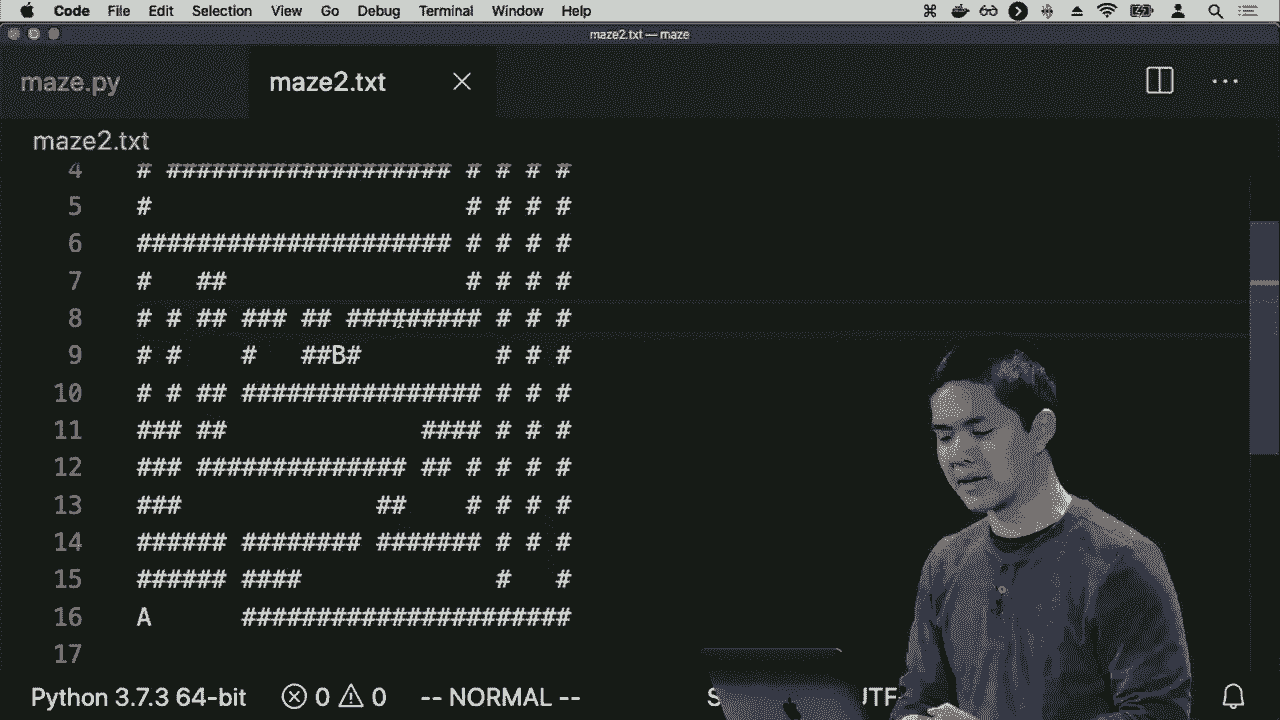 Code File Edit Selection View Go Debug Terminal Window Help
maze2.txt — maze
maze.py maze2.txt
maze2.txt
4 # ################### # # # #
5 #                     # # # #
6 ##################### # # # #
7 #   ##                # # # #
8 # # ## ### ## ######### # # #
9 # #    #   ##B#         # # #
10 # # ## ################ # # #
11 ### ##             #### # # #
12 ### ############## ## # # # #
13 ###             ##    # # # #
14 ###### ######## ####### # # #
15 ###### ####             #   #
16 A      ######################
17
Python 3.7.3 64-bit 0 0 -- NORMAL --